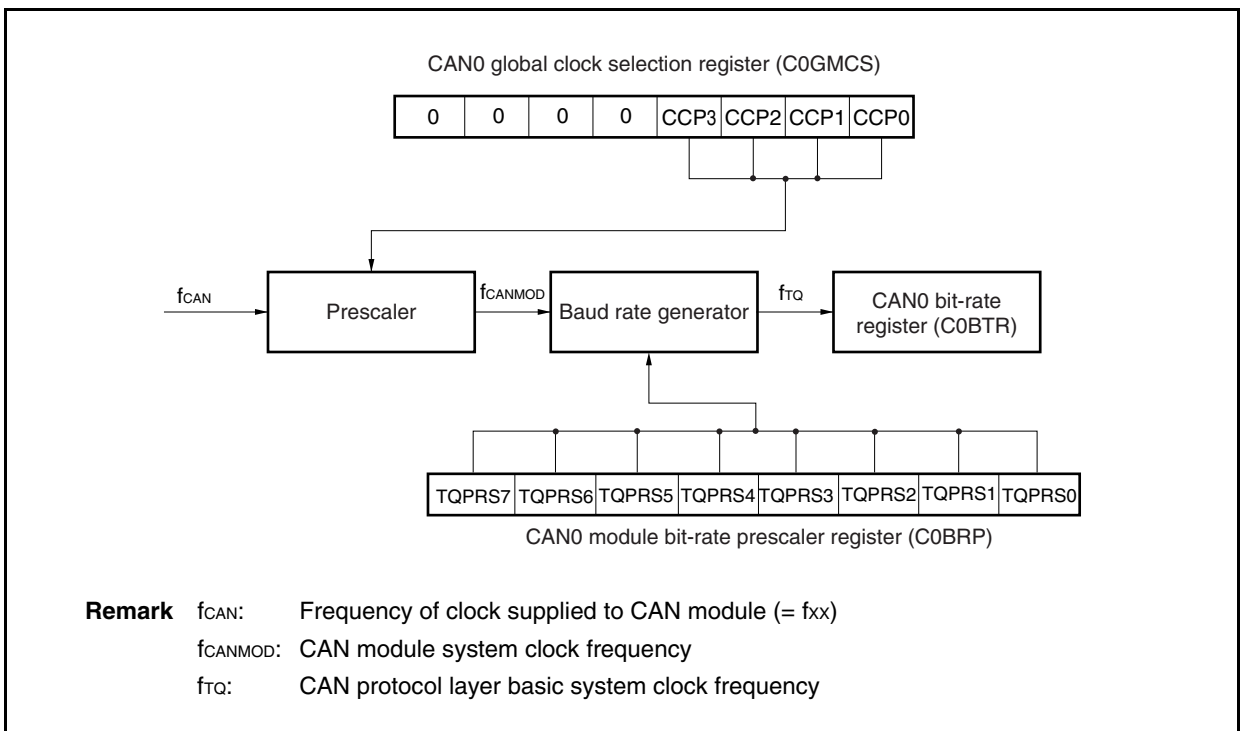 CAN0 global clock selection register (C0GMCS)
0 0 0 0 CCP3 CCP2 CCP1 CCP0
fCAN
Prescaler
fCANMOD
Baud rate generator
fTQ
CAN0 bit-rate
register (C0BTR)
TQPRS7 TQPRS6 TQPRS5 TQPRS4 TQPRS3 TQPRS2 TQPRS1 TQPRS0
CAN0 module bit-rate prescaler register (C0BRP)
Remark fCAN: Frequency of clock supplied to CAN module (= fXX)
fCANMOD: CAN module system clock frequency
fTQ: CAN protocol layer basic system clock frequency